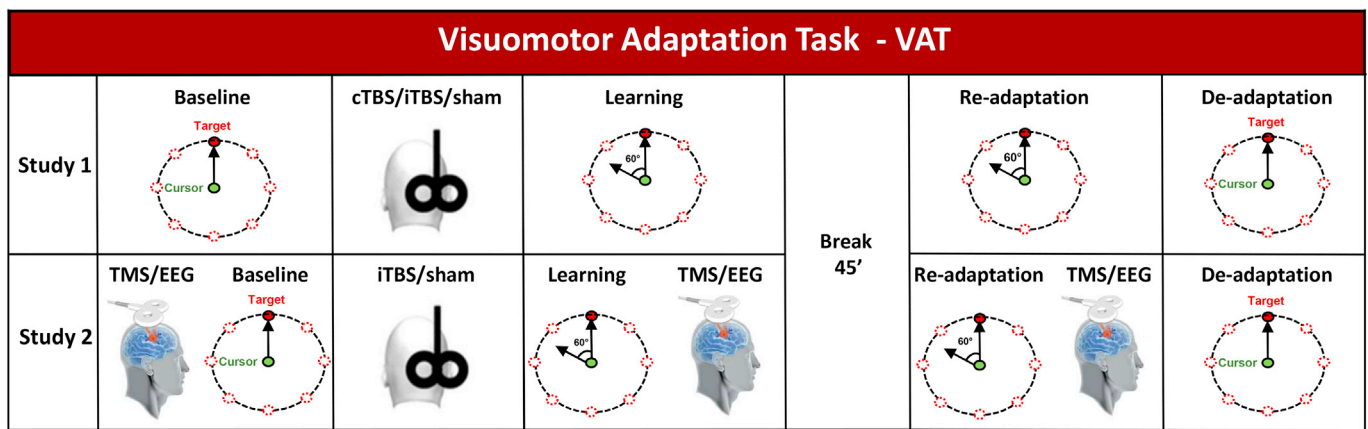 Visuomotor Adaptation Task - VAT
Study 1
Baseline
Target
Cursor
cTBS/iTBS/sham
Learning
60°
Break
45’
Re-adaptation
60°
De-adaptation
Target
Cursor
Study 2
TMS/EEG
Baseline
Target
Cursor
iTBS/sham
Learning
60°
TMS/EEG
Re-adaptation
60°
TMS/EEG
De-adaptation
Target
Cursor